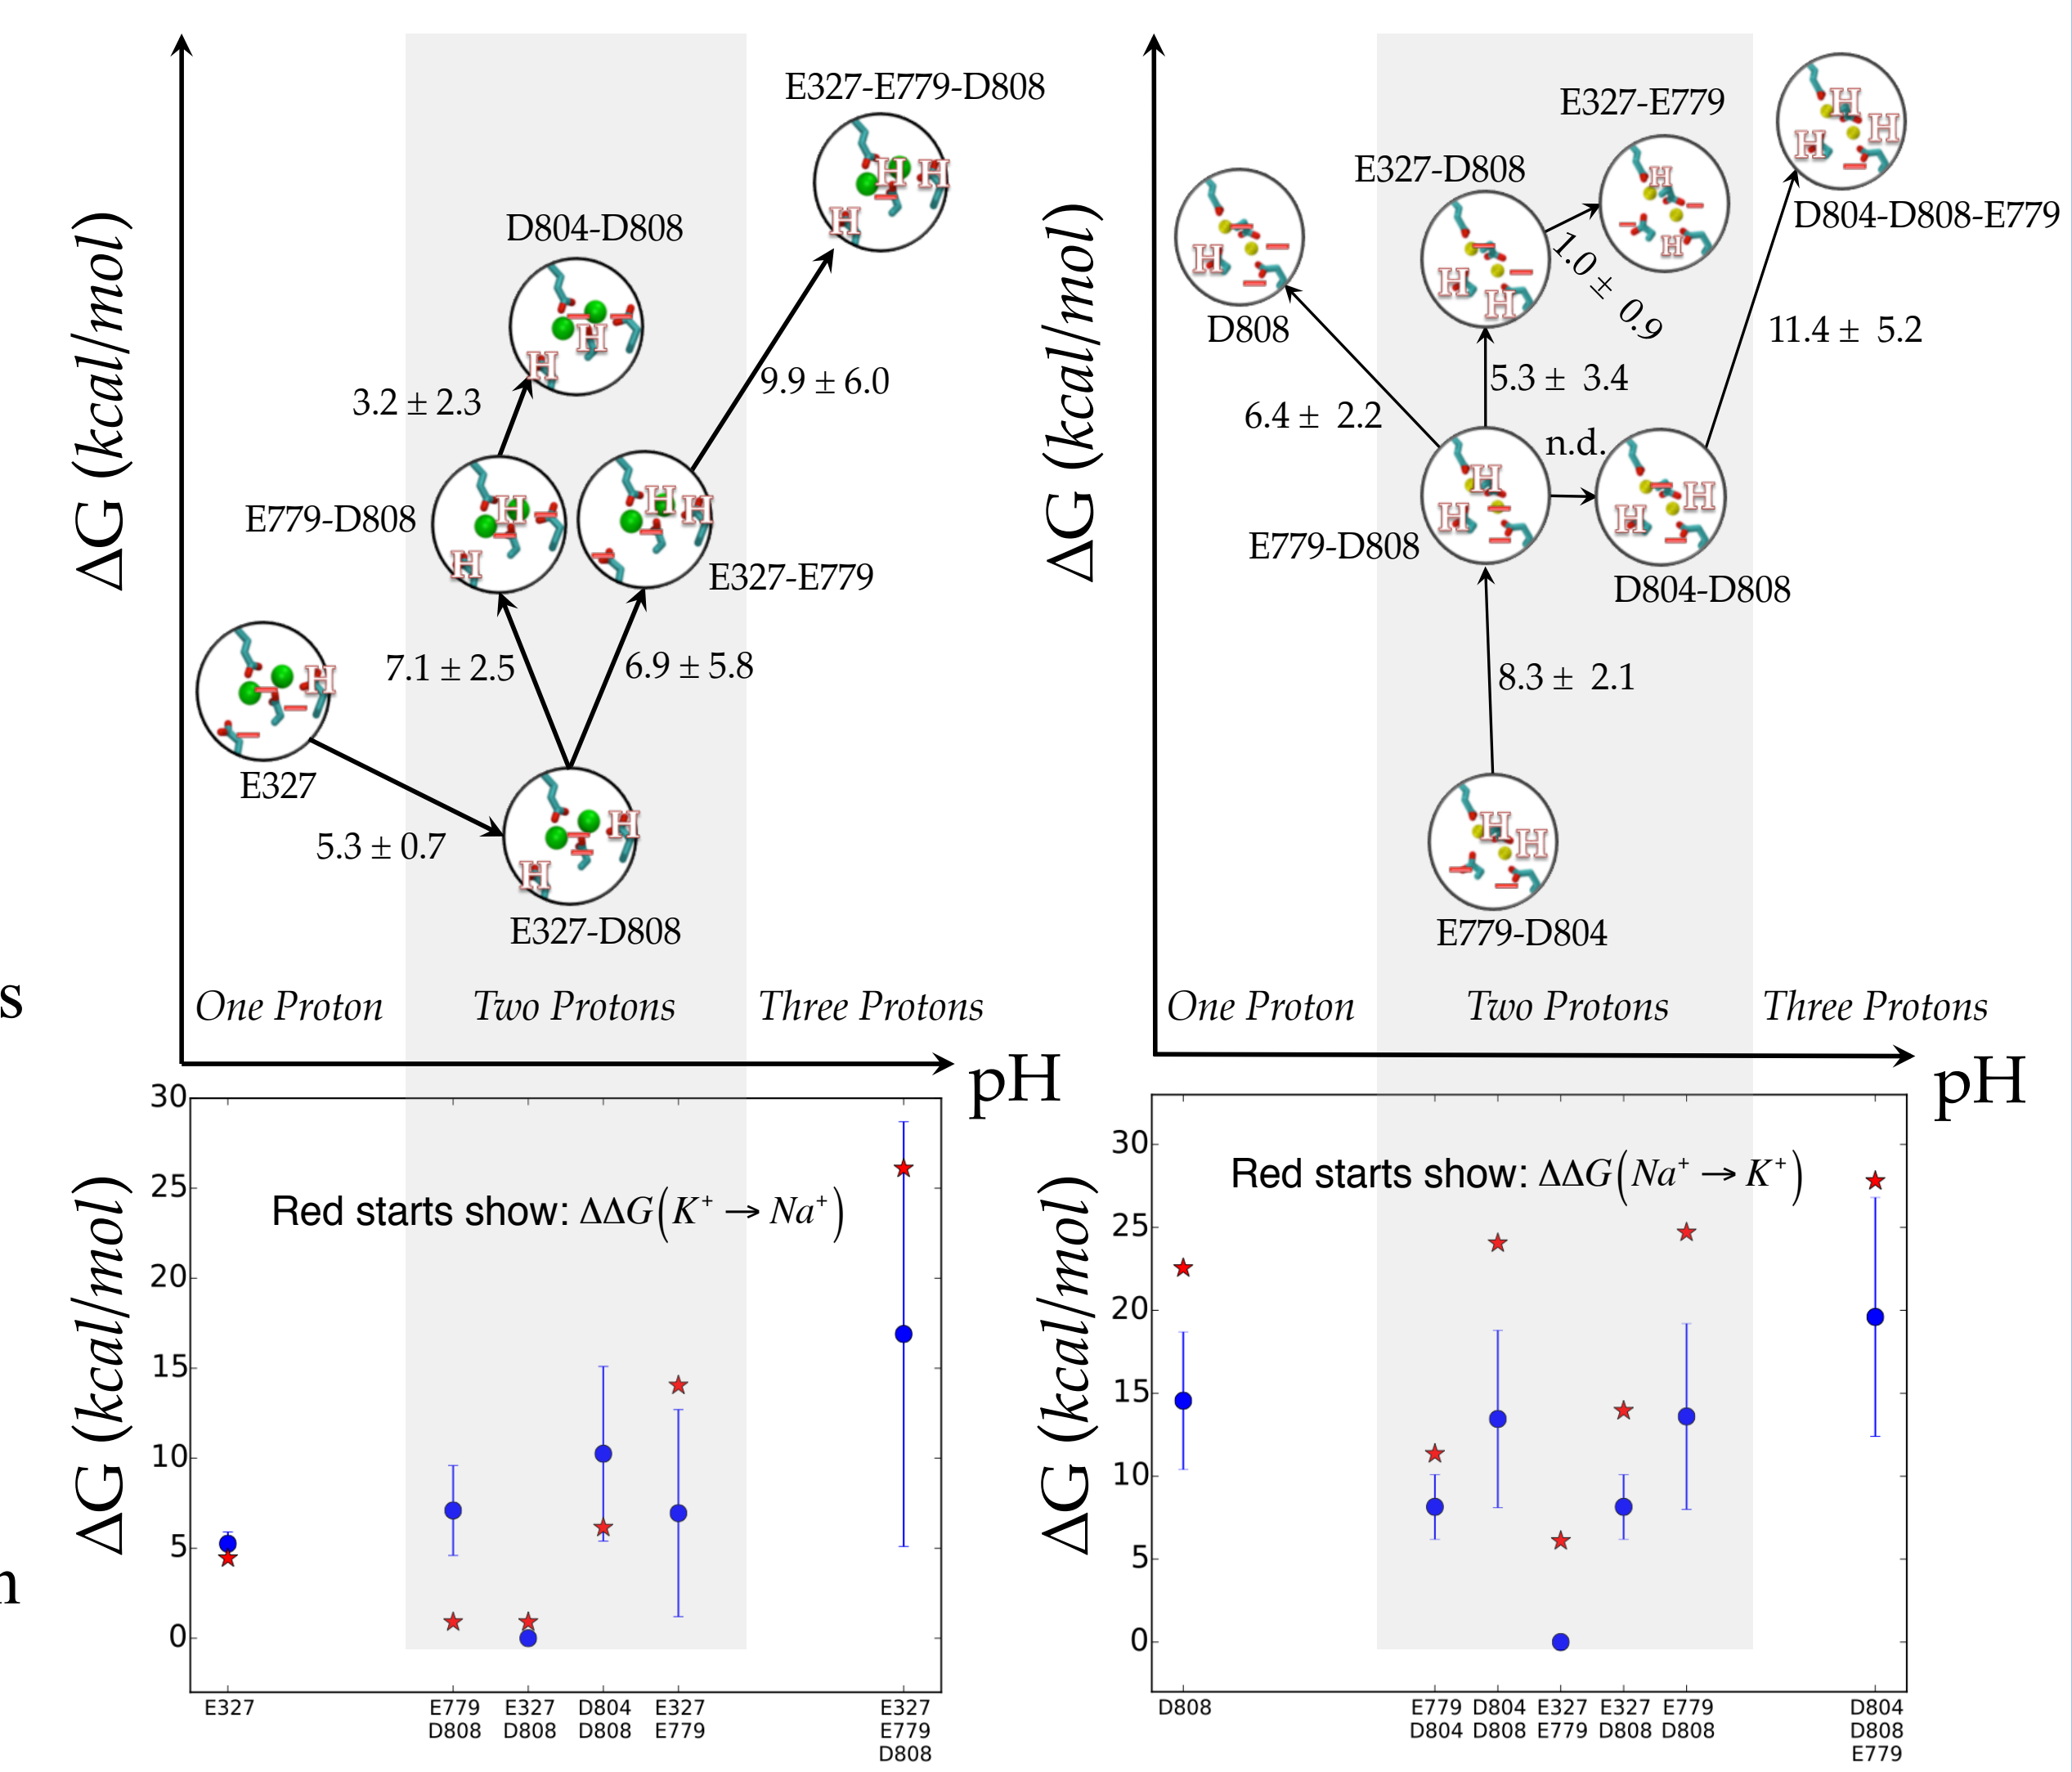 ΔG (kcal/mol)
E327-E779-D808
D804-D808
3.2 ± 2.3
9.9 ± 6.0
E779-D808
E327-E779
7.1 ± 2.5
6.9 ± 5.8
E327
5.3 ± 0.7
E327-D808
H
H
H
H
H
H
H
H
H
H
H
H
One Proton
Two Protons
Three Protons
pH
s
n
ΔG (kcal/mol)
E327-E779
E327-D808
D804-D808-E779
D808
1.0 ± 0.9
11.4 ± 5.2
6.4 ± 2.2
5.3 ± 3.4
n.d.
E779-D808
D804-D808
8.3 ± 2.1
E779-D804
H
H
H
H
H
H
H
H
H
H
H
H
H
H
One Proton
Two Protons
Three Protons
pH
ΔG (kcal/mol)
30
25
20
15
10
5
0
Red starts show: ΔΔG(K⁺ → Na⁺)
E327 E779 E327 D804 E327 E327
D808 D808 D808 E779 E779
D808
ΔG (kcal/mol)
30
25
20
15
10
5
0
Red starts show: ΔΔG(Na⁺ → K⁺)
D808 E779 D804 E327 E327 E779 D804
D804 D808 E779 D808 D808 D808
E779